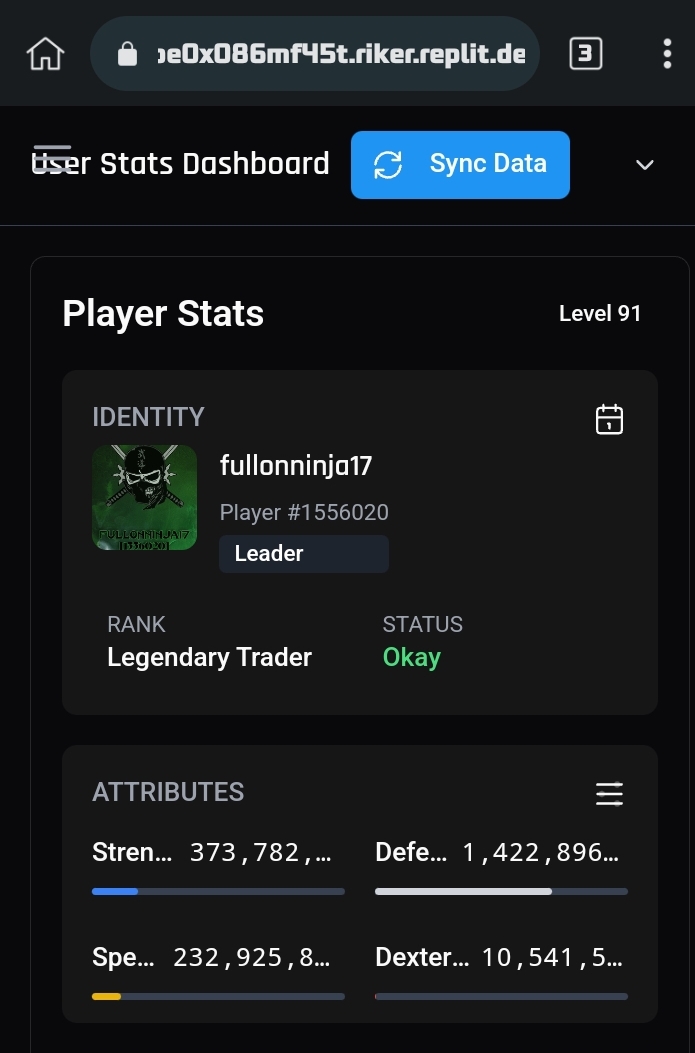 be0x086mf45t.riker.replit.de
3
User Stats Dashboard
Sync Data
Player Stats
Level 91
IDENTITY
1
fullonninja17
Player #1556020
Leader
FULLONNINJA17
RANK
STATUS
Legendary Trader
Okay
ATTRIBUTES
Stren... 373,782,...
Defe... 1,422,896...
Spe... 232,925,8...
Dexter... 10,541,5...